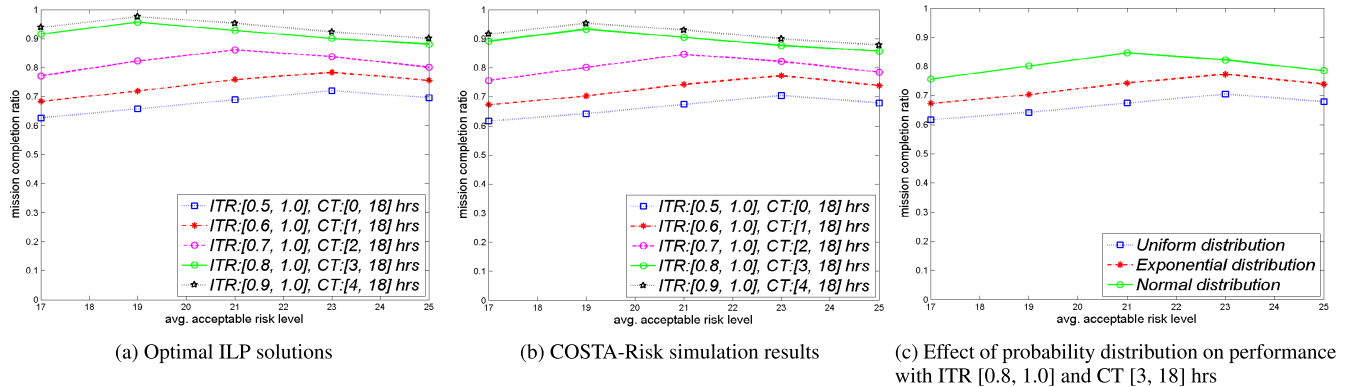 1
0.9
0.8
0.7
0.6
0.5
0.4
0.3
0.2
0.1
0
mission completion ratio
17 18 19 20 21 22 23 24 25
avg. acceptable risk level
ITR:[0.5, 1.0], CT:[0, 18] hrs
ITR:[0.6, 1.0], CT:[1, 18] hrs
ITR:[0.7, 1.0], CT:[2, 18] hrs
ITR:[0.8, 1.0], CT:[3, 18] hrs
ITR:[0.9, 1.0], CT:[4, 18] hrs
(a) Optimal ILP solutions
1
0.9
0.8
0.7
0.6
0.5
0.4
0.3
0.2
0.1
0
mission completion ratio
17 18 19 20 21 22 23 24 25
avg. acceptable risk level
ITR:[0.5, 1.0], CT:[0, 18] hrs
ITR:[0.6, 1.0], CT:[1, 18] hrs
ITR:[0.7, 1.0], CT:[2, 18] hrs
ITR:[0.8, 1.0], CT:[3, 18] hrs
ITR:[0.9, 1.0], CT:[4, 18] hrs
(b) COSTA-Risk simulation results
1
0.9
0.8
0.7
0.6
0.5
0.4
0.3
0.2
0.1
0
mission completion ratio
17 18 19 20 21 22 23 24 25
avg. acceptable risk level
Uniform distribution
Exponential distribution
Normal distribution
(c) Effect of probability distribution on performance
with ITR [0.8, 1.0] and CT [3, 18] hrs